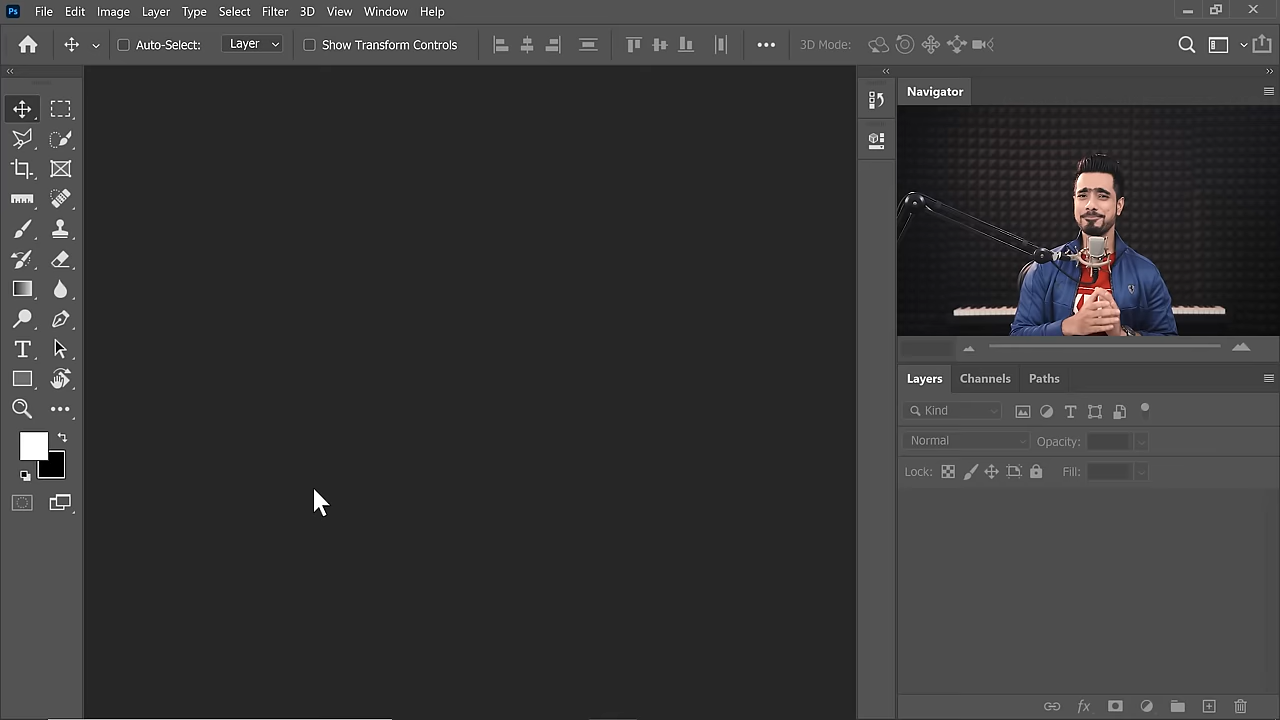 Ps File Edit Image Layer Type Select Filter 3D View Window Help
Auto-Select: Layer Show Transform Controls 3D Mode:
Navigator
Layers Channels Paths
Kind
Normal Opacity:
Lock: Fill: